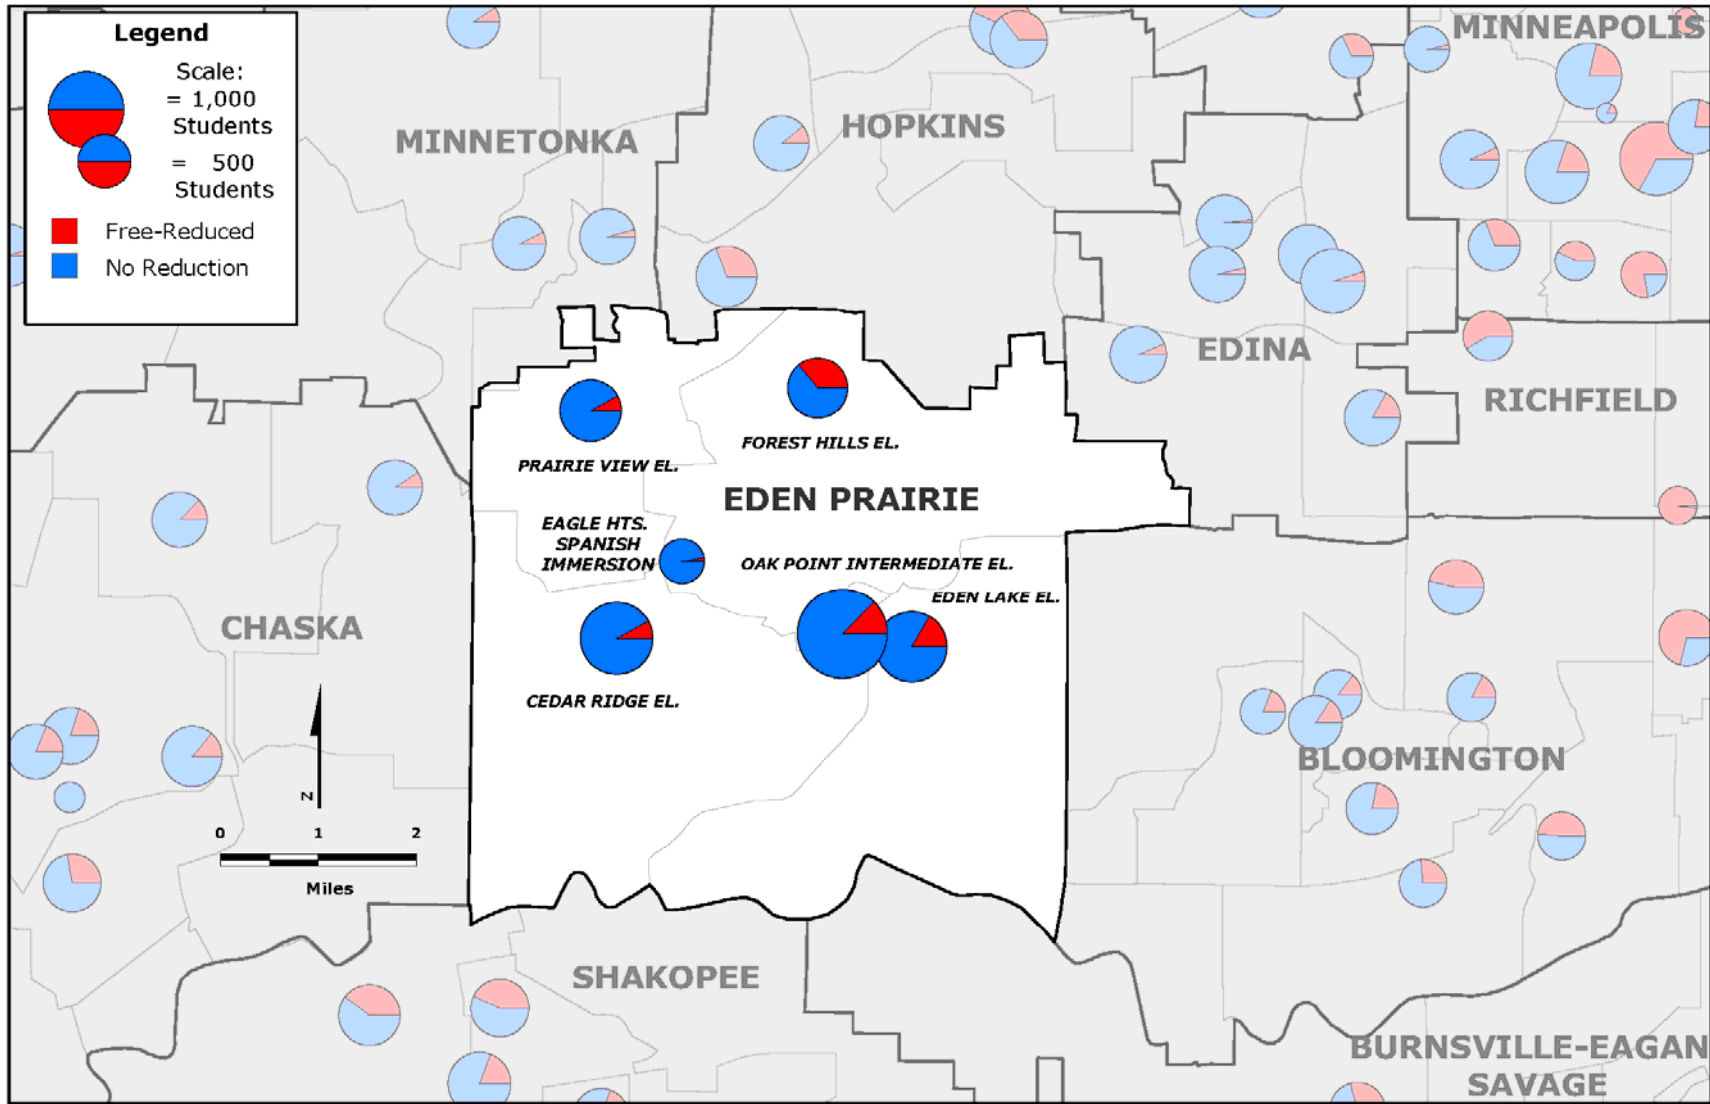 Legend
Scale:
= 1,000
Students
= 500
Students
Free-Reduced
No Reduction
MINNEAPOLIS
MINNETONKA
HOPKINS
EDINA
RICHFIELD
FOREST HILLS EL.
PRAIRIE VIEW EL.
EDEN PRAIRIE
EAGLE HTS.
SPANISH
IMMERSION
OAK POINT INTERMEDIATE EL.
EDEN LAKE EL.
CHASKA
CEDAR RIDGE EL.
BLOOMINGTON
N
0 1 2
Miles
SHAKOPEE
BURNSVILLE-EAGAN
SAVAGE